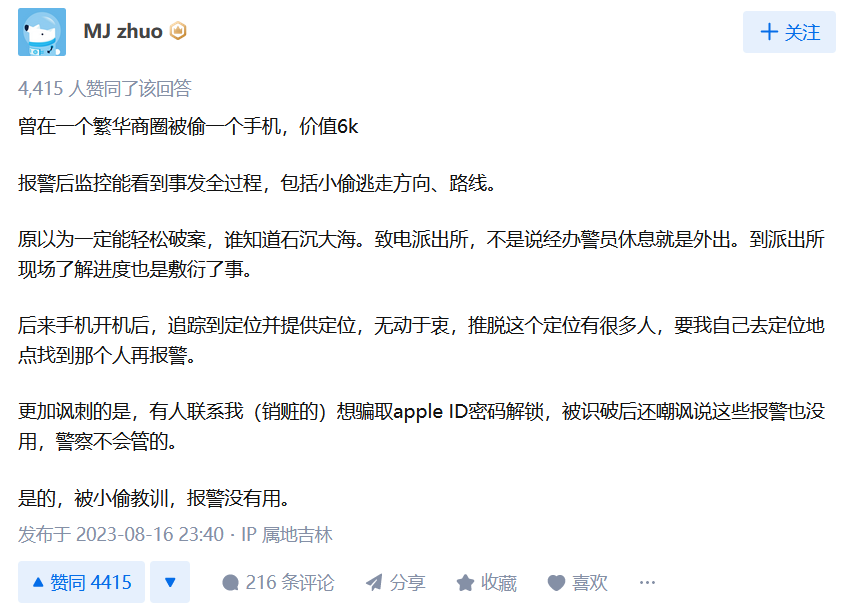 MJ zhuo
+ 关注
4,415 人赞同了该回答
曾在一个繁华商圈被偷一个手机，价值6k
报警后监控能看到事发全过程，包括小偷逃走方向、路线。
原以为一定能轻松破案，谁知道石沉大海。致电派出所，不是说经办警员休息就是外出。到派出所
现场了解进度也是敷衍了事。
后来手机开机后，追踪到定位并提供定位，无动于衷，推脱这个定位有很多人，要我自己去定位地
点找到那个人再报警。
更加讽刺的是，有人联系我（销赃的）想骗取apple ID密码解锁，被识破后还嘲讽说这些报警也没
用，警察不会管的。
是的，被小偷教训，报警没有用。
发布于 2023-08-16 23:40 · IP 属地吉林
赞同 4415
216 条评论
分享
收藏
喜欢